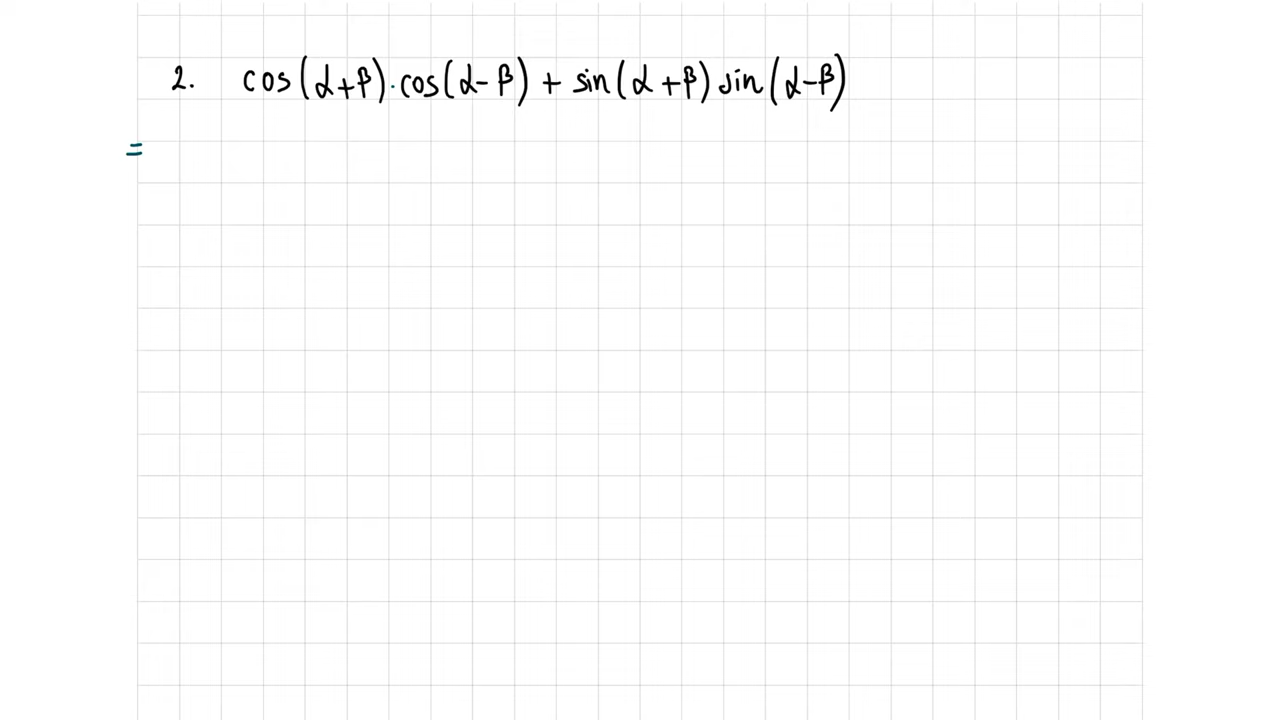 2. cos(α+β)·cos(α-β) + sin(α+β) sin(α-β)
=